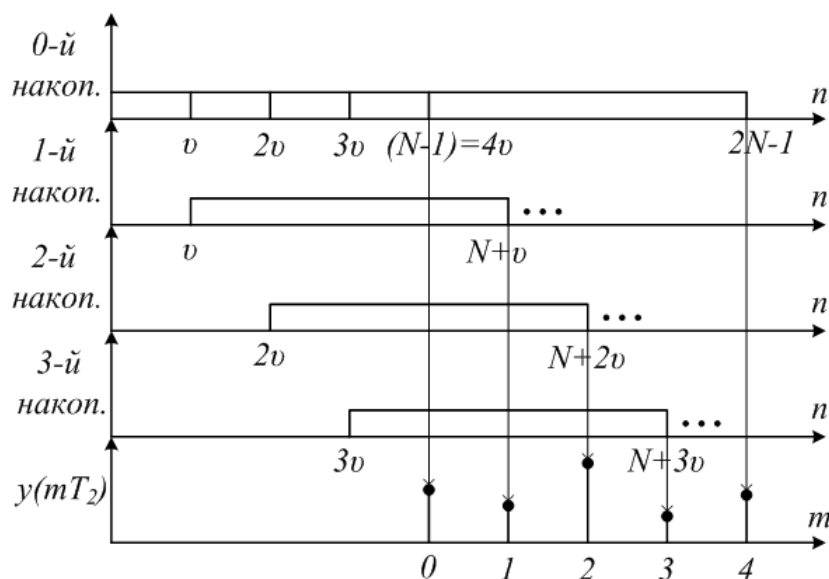 0-й
накоп.
n
υ 2υ 3υ (N-1)=4υ 2N-1
1-й
накоп.
n
υ N+υ
2-й
накоп.
n
2υ N+2υ
3-й
накоп.
n
3υ N+3υ
y(mT₂)
m
0 1 2 3 4